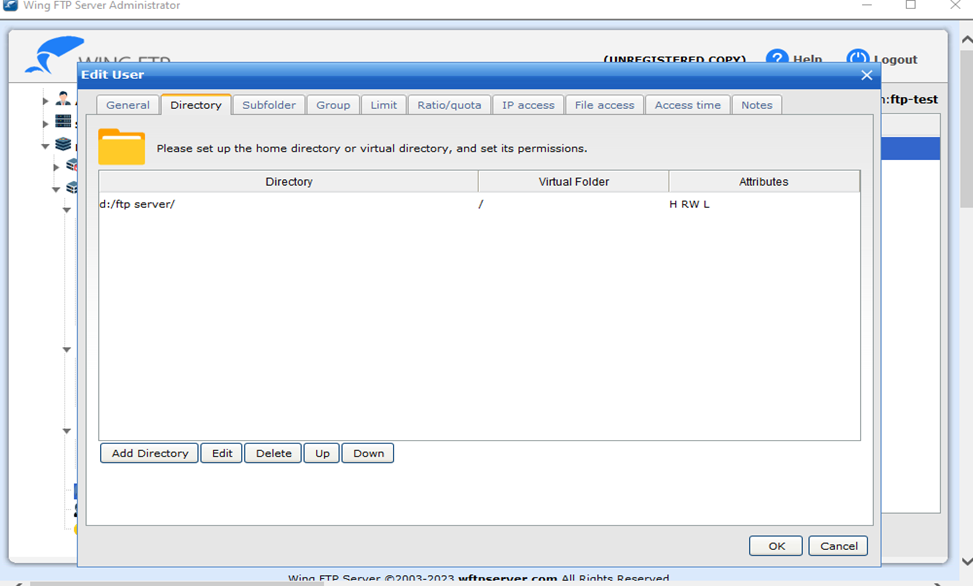 Wing FTP Server Administrator
(UNREGISTERED COPY) Help Logout
Edit User
General Directory Subfolder Group Limit Ratio/quota IP access File access Access time Notes
:ftp-test
Please set up the home directory or virtual directory, and set its permissions.
Directory Virtual Folder Attributes
d:/ftp server/ / H RW L
Add Directory Edit Delete Up Down
OK Cancel
Wing FTP Server ©2003-2023 wftpserver.com All Rights Reserved